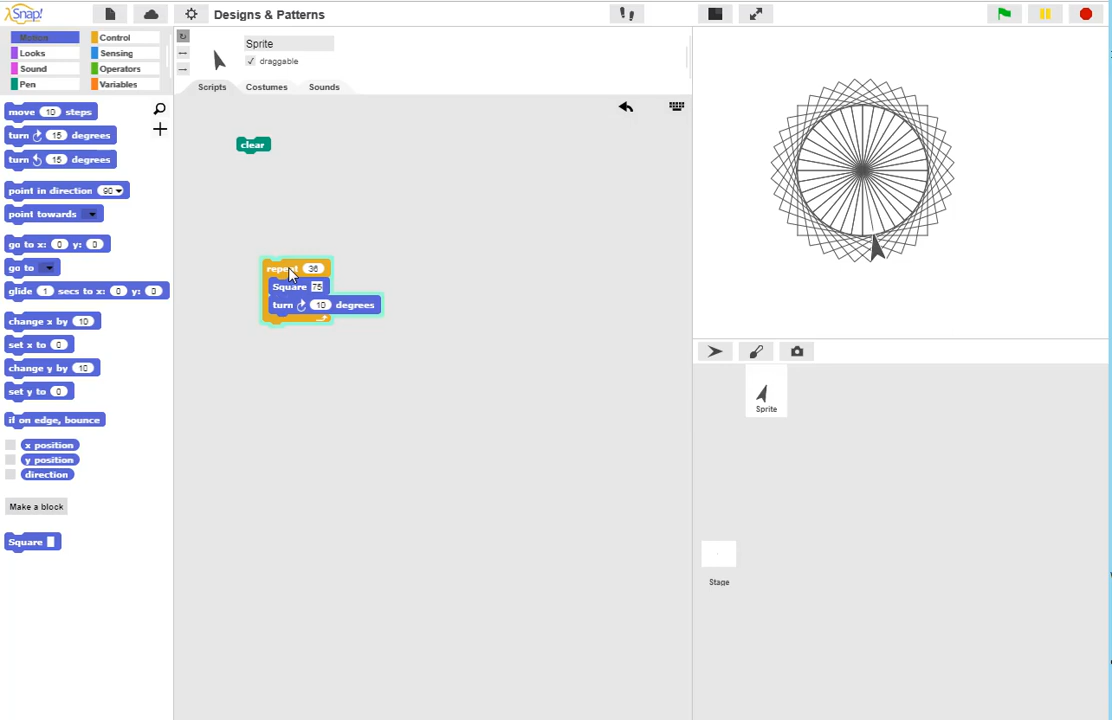 Snap! Designs & Patterns
Motion Control
Looks Sensing
Sound Operators
Pen Variables
Sprite
draggable
Scripts Costumes Sounds
move 10 steps
turn 15 degrees
turn 15 degrees
point in direction 90
point towards
go to x: 0 y: 0
go to
glide 1 secs to x: 0 y: 0
change x by 10
set x to 0
change y by 10
set y to 0
if on edge, bounce
x position
y position
direction
Make a block
Square
clear
repeat 36
Square 75
turn 10 degrees
Sprite
Stage